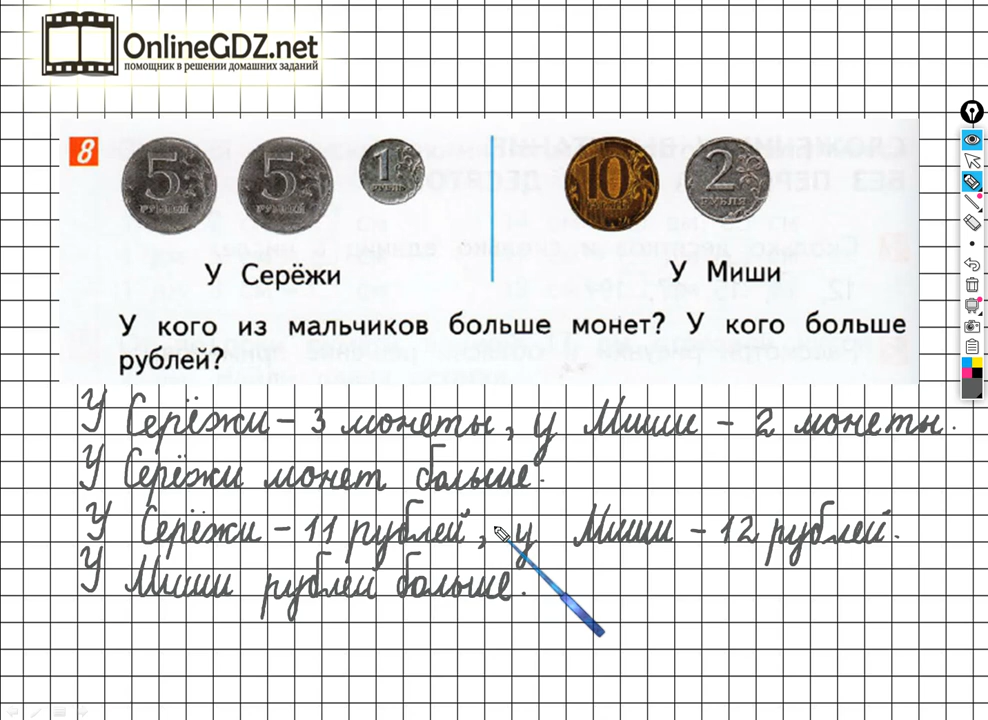 OnlineGDZ.net
помощник в решении домашних заданий
8
5 РУБЛЕЙ
5 РУБЛЕЙ
1 РУБЛЬ
10 РУБЛЕЙ
2 РУБЛЯ
У Серёжи
У Миши
У кого из мальчиков больше монет? У кого больше
рублей?
У Серёжи – 3 монеты, у Миши – 2 монеты.
У Серёжи монет больше.
У Серёжи – 11 рублей, у Миши – 12 рублей.
У Миши рублей больше.